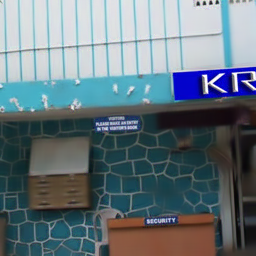 KR
VISITORS
PLEASE MAKE AN ENTRY
IN THE VISITOR'S BOOK
SECURITY